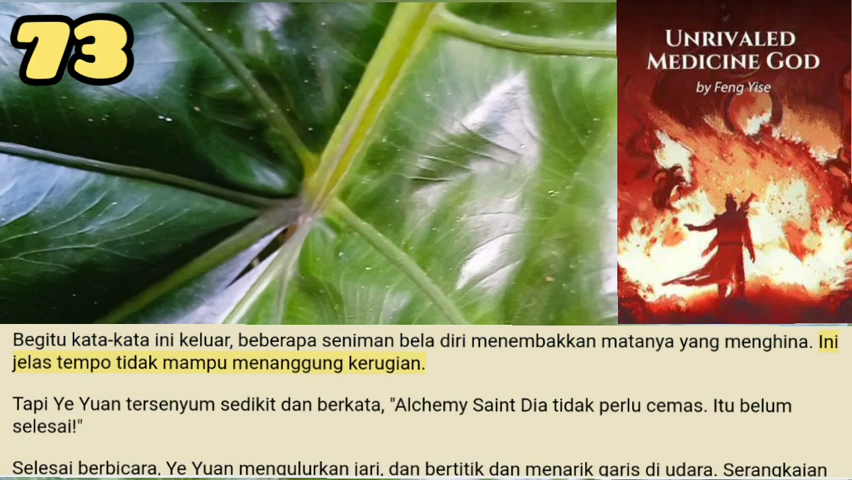 73
UNRIVALED
MEDICINE GOD
by Feng Yise
Begitu kata-kata ini keluar, beberapa seniman bela diri menembakkan matanya yang menghina. Ini
jelas tempo tidak mampu menanggung kerugian.
Tapi Ye Yuan tersenyum sedikit dan berkata, "Alchemy Saint Dia tidak perlu cemas. Itu belum
selesai!"
Selesai berbicara, Ye Yuan mengulurkan jari, dan bertitik dan menarik garis di udara. Serangkaian